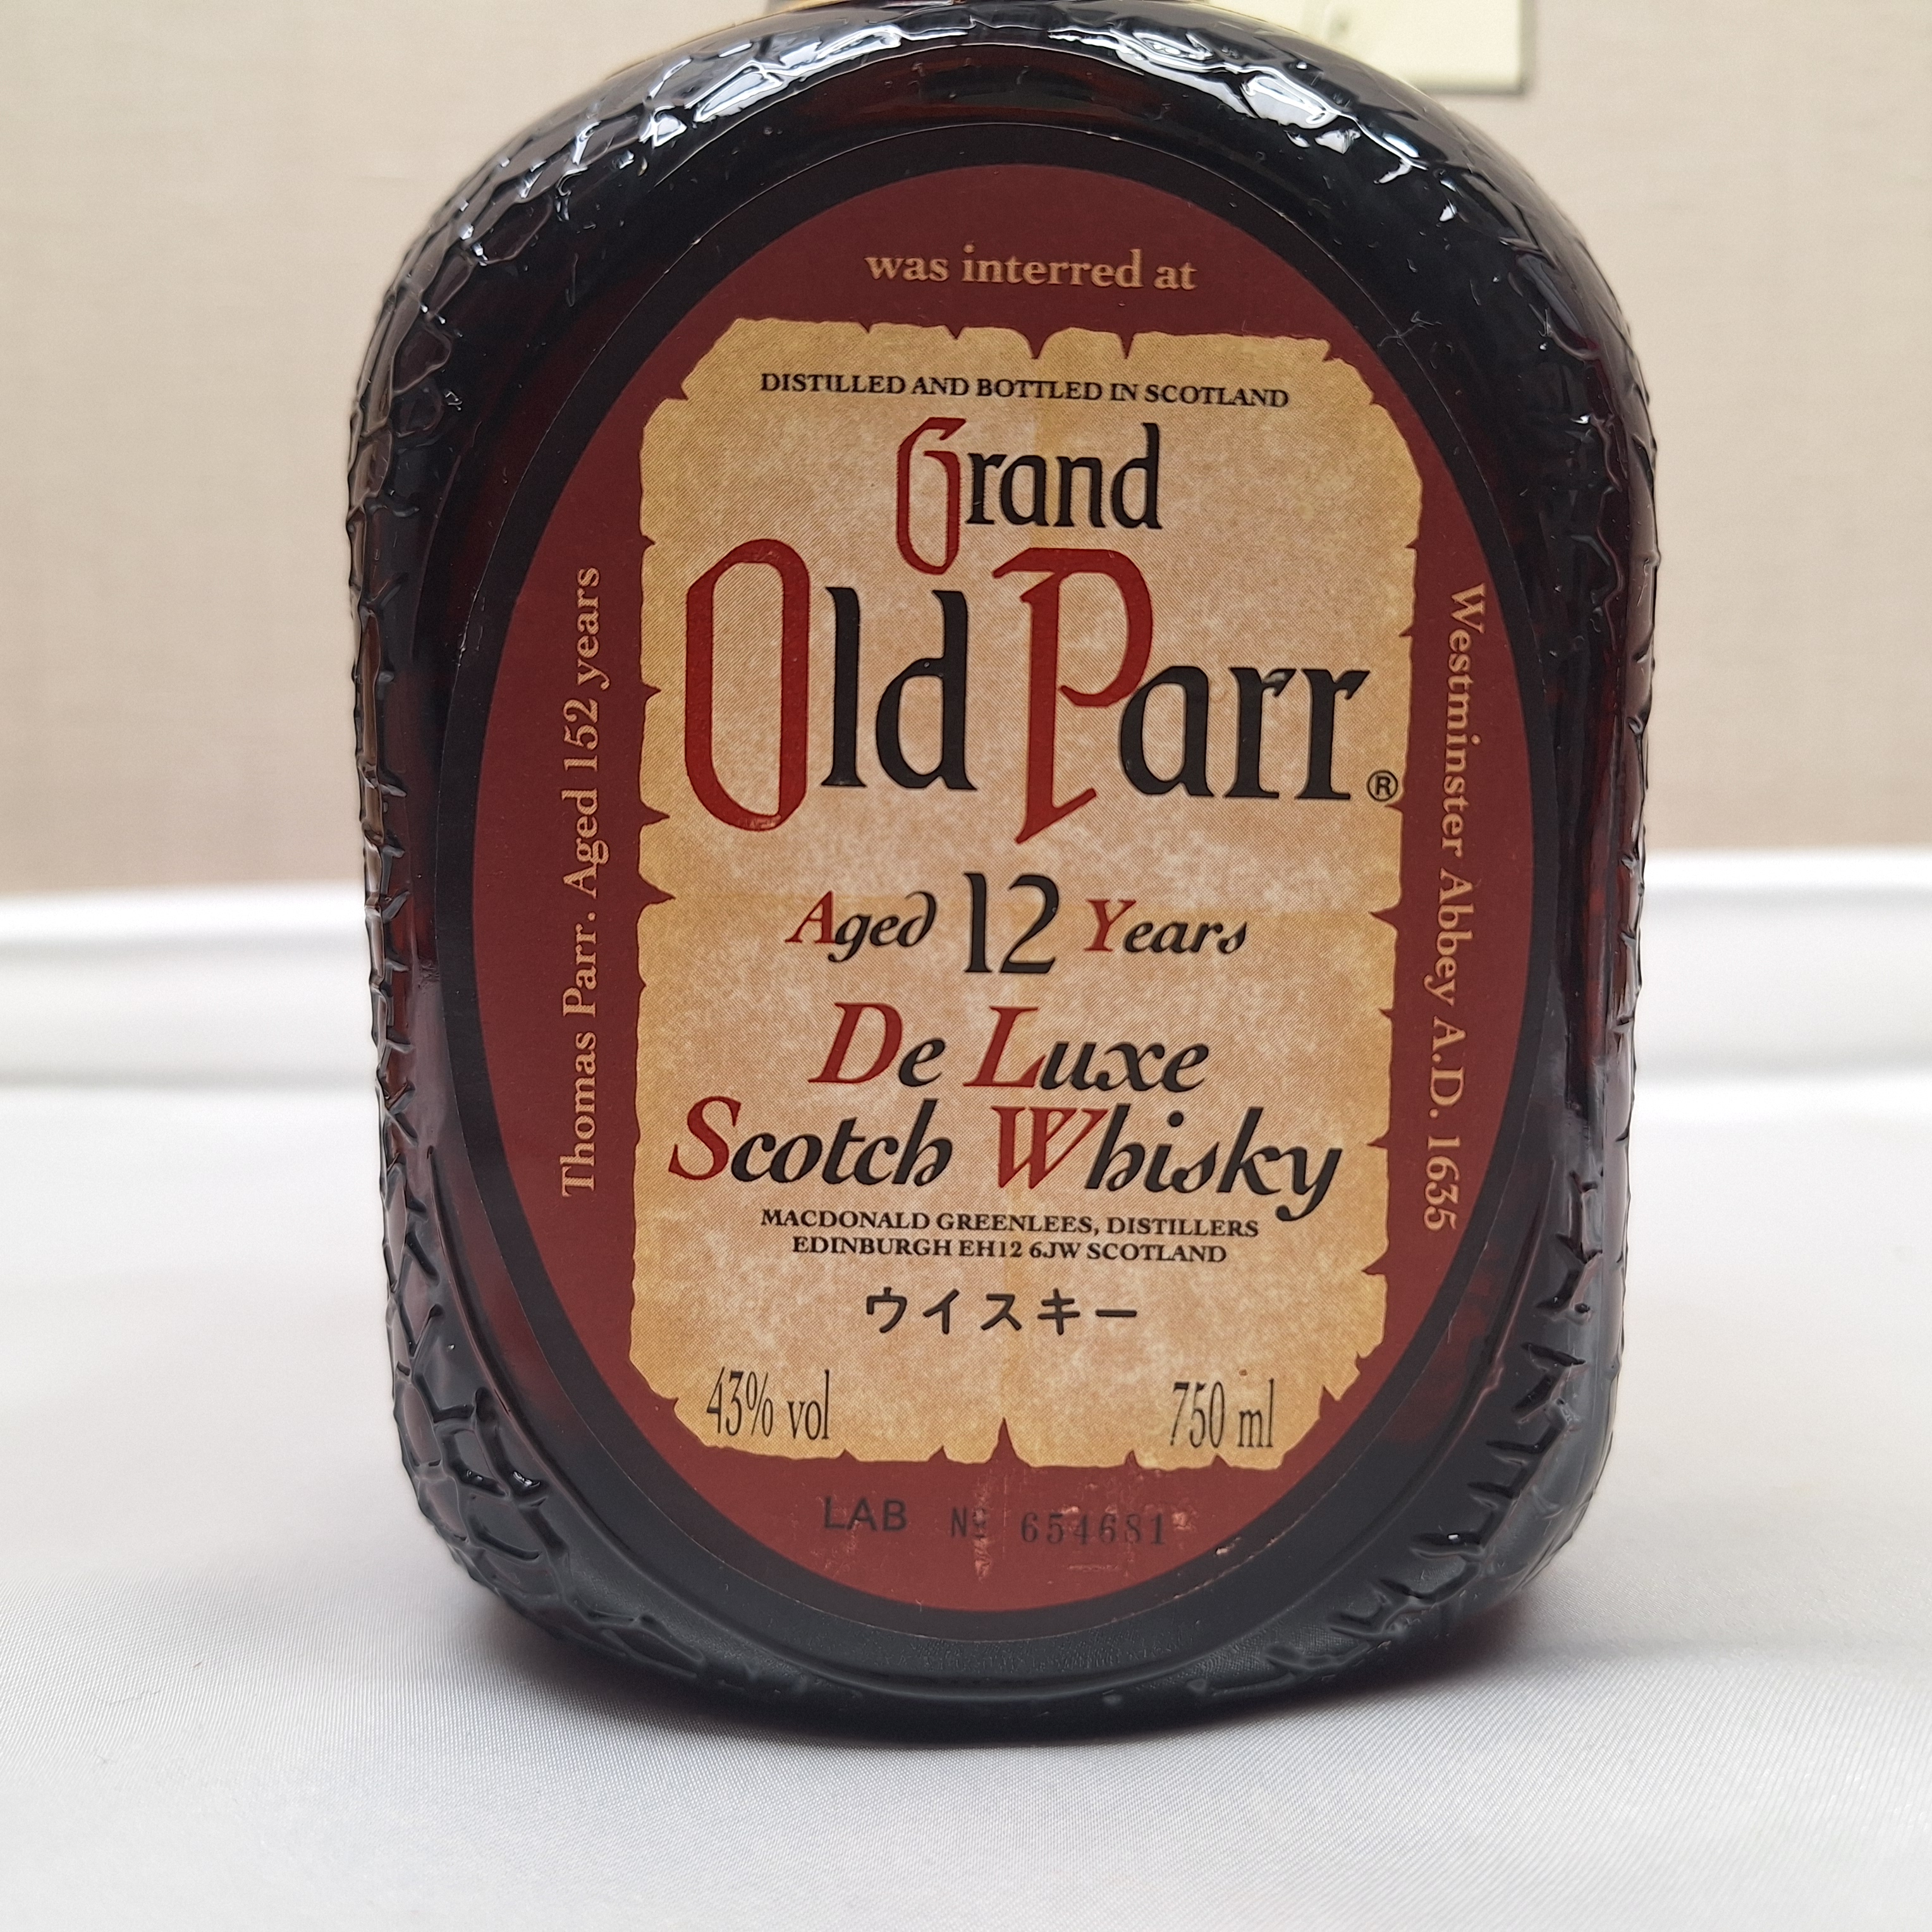 Thomas Parr. Aged 152 years
was interred at
Westminster Abbey A.D. 1635
DISTILLED AND BOTTLED IN SCOTLAND
Grand
Old Parr®
Aged 12 Years
De Luxe
Scotch Whisky
MACDONALD GREENLEES, DISTILLERS
EDINBURGH EH12 6JW SCOTLAND
ウイスキー
43% vol 750 ml
LAB Nº 654681